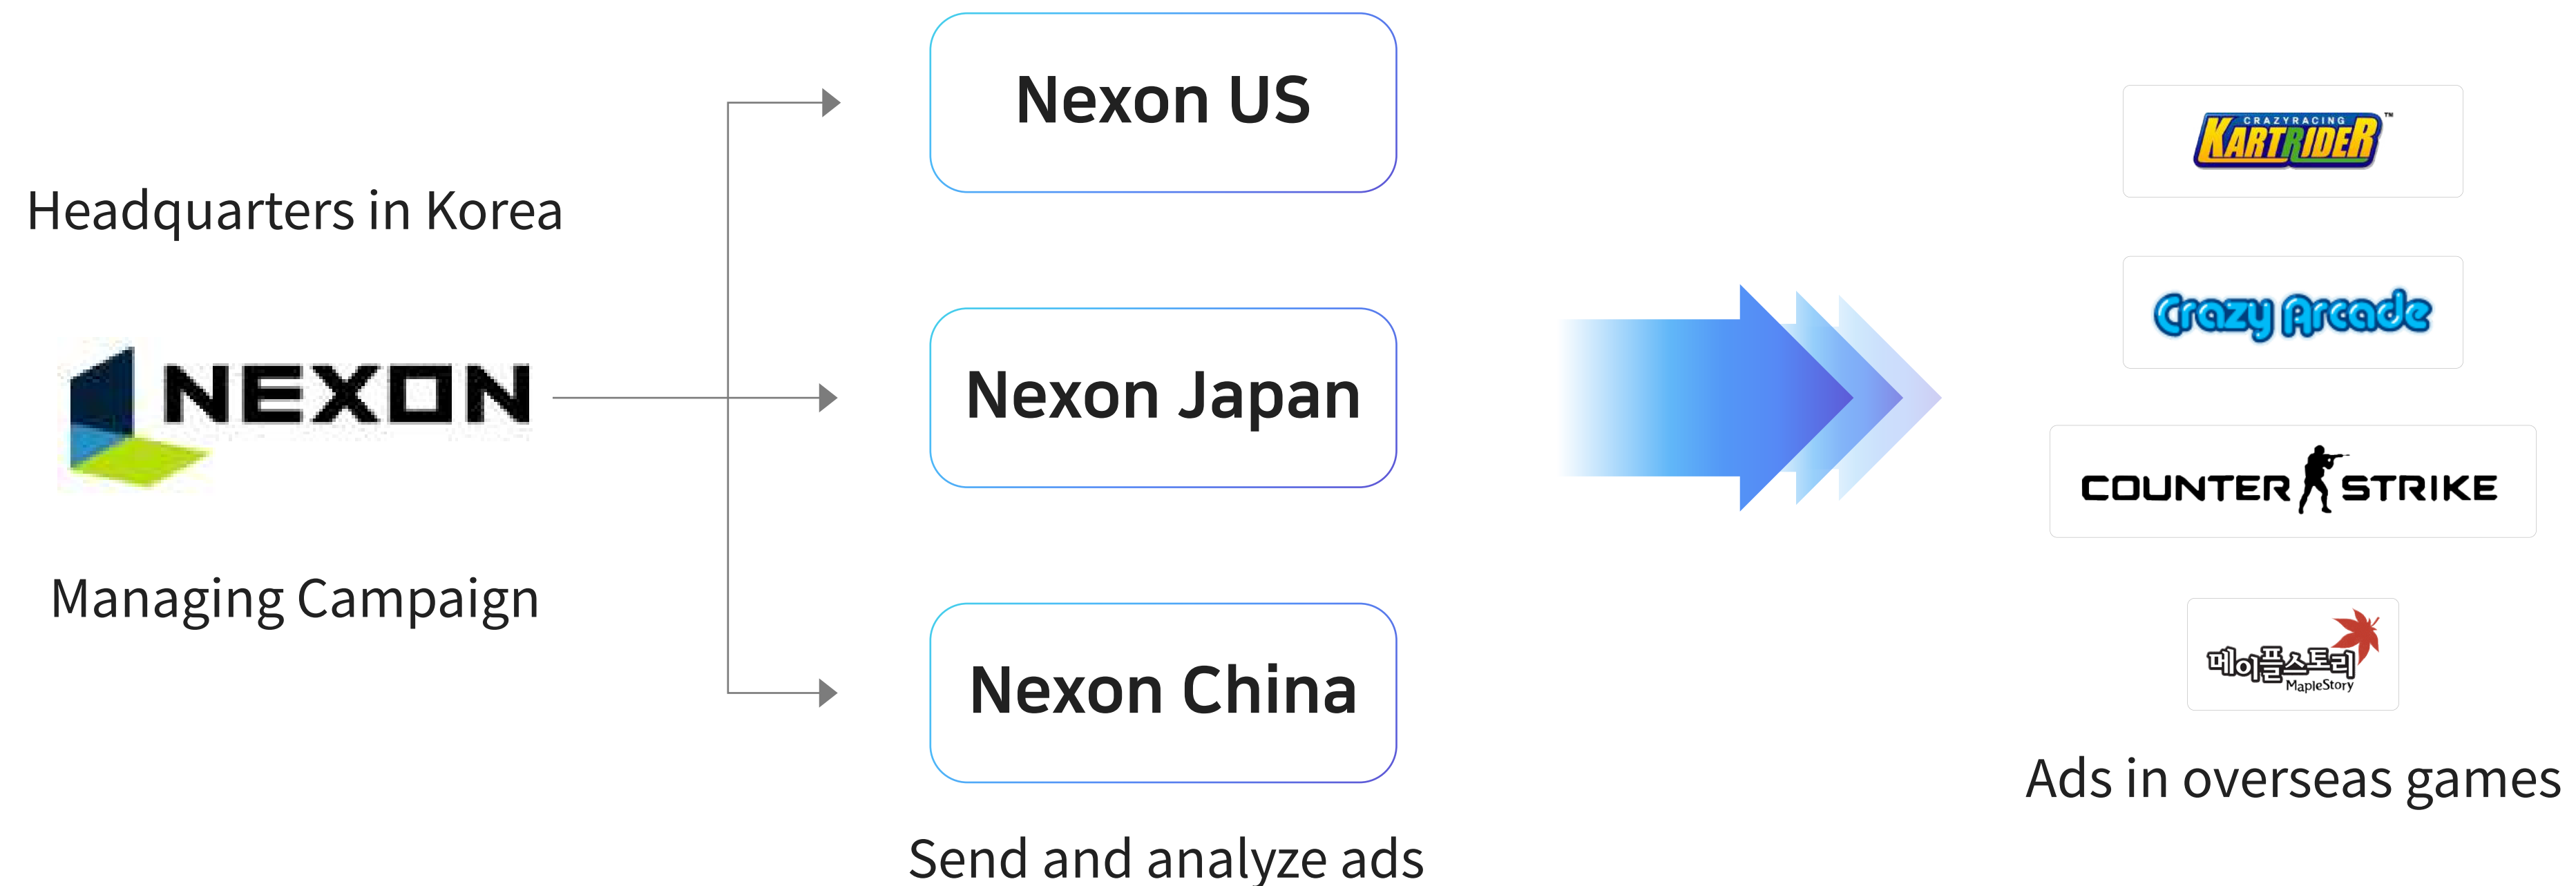 Headquarters in Korea
NEXON
Managing Campaign
Nexon US
Nexon Japan
Nexon China
Send and analyze ads
CRAZYRACING
KARTRIDER™
Crazy Arcade
COUNTER STRIKE
메이플스토리
MapleStory
Ads in overseas games